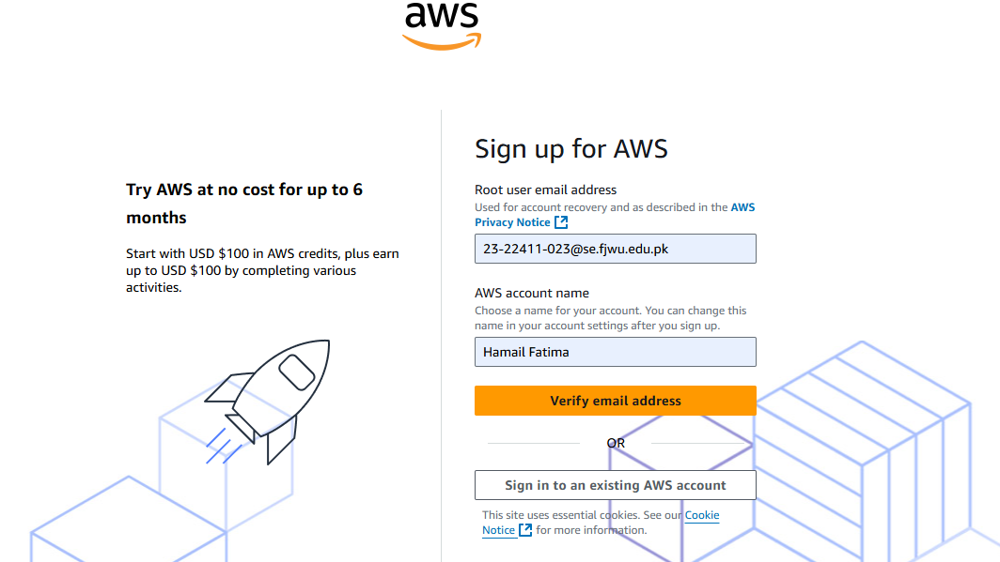 aws
Try AWS at no cost for up to 6
months
Start with USD $100 in AWS credits, plus earn
up to USD $100 by completing various
activities.
Sign up for AWS
Root user email address
Used for account recovery and as described in the AWS
Privacy Notice
23-22411-023@se.fjwu.edu.pk
AWS account name
Choose a name for your account. You can change this
name in your account settings after you sign up.
Hamail Fatima
Verify email address
OR
Sign in to an existing AWS account
This site uses essential cookies. See our Cookie
Notice for more information.